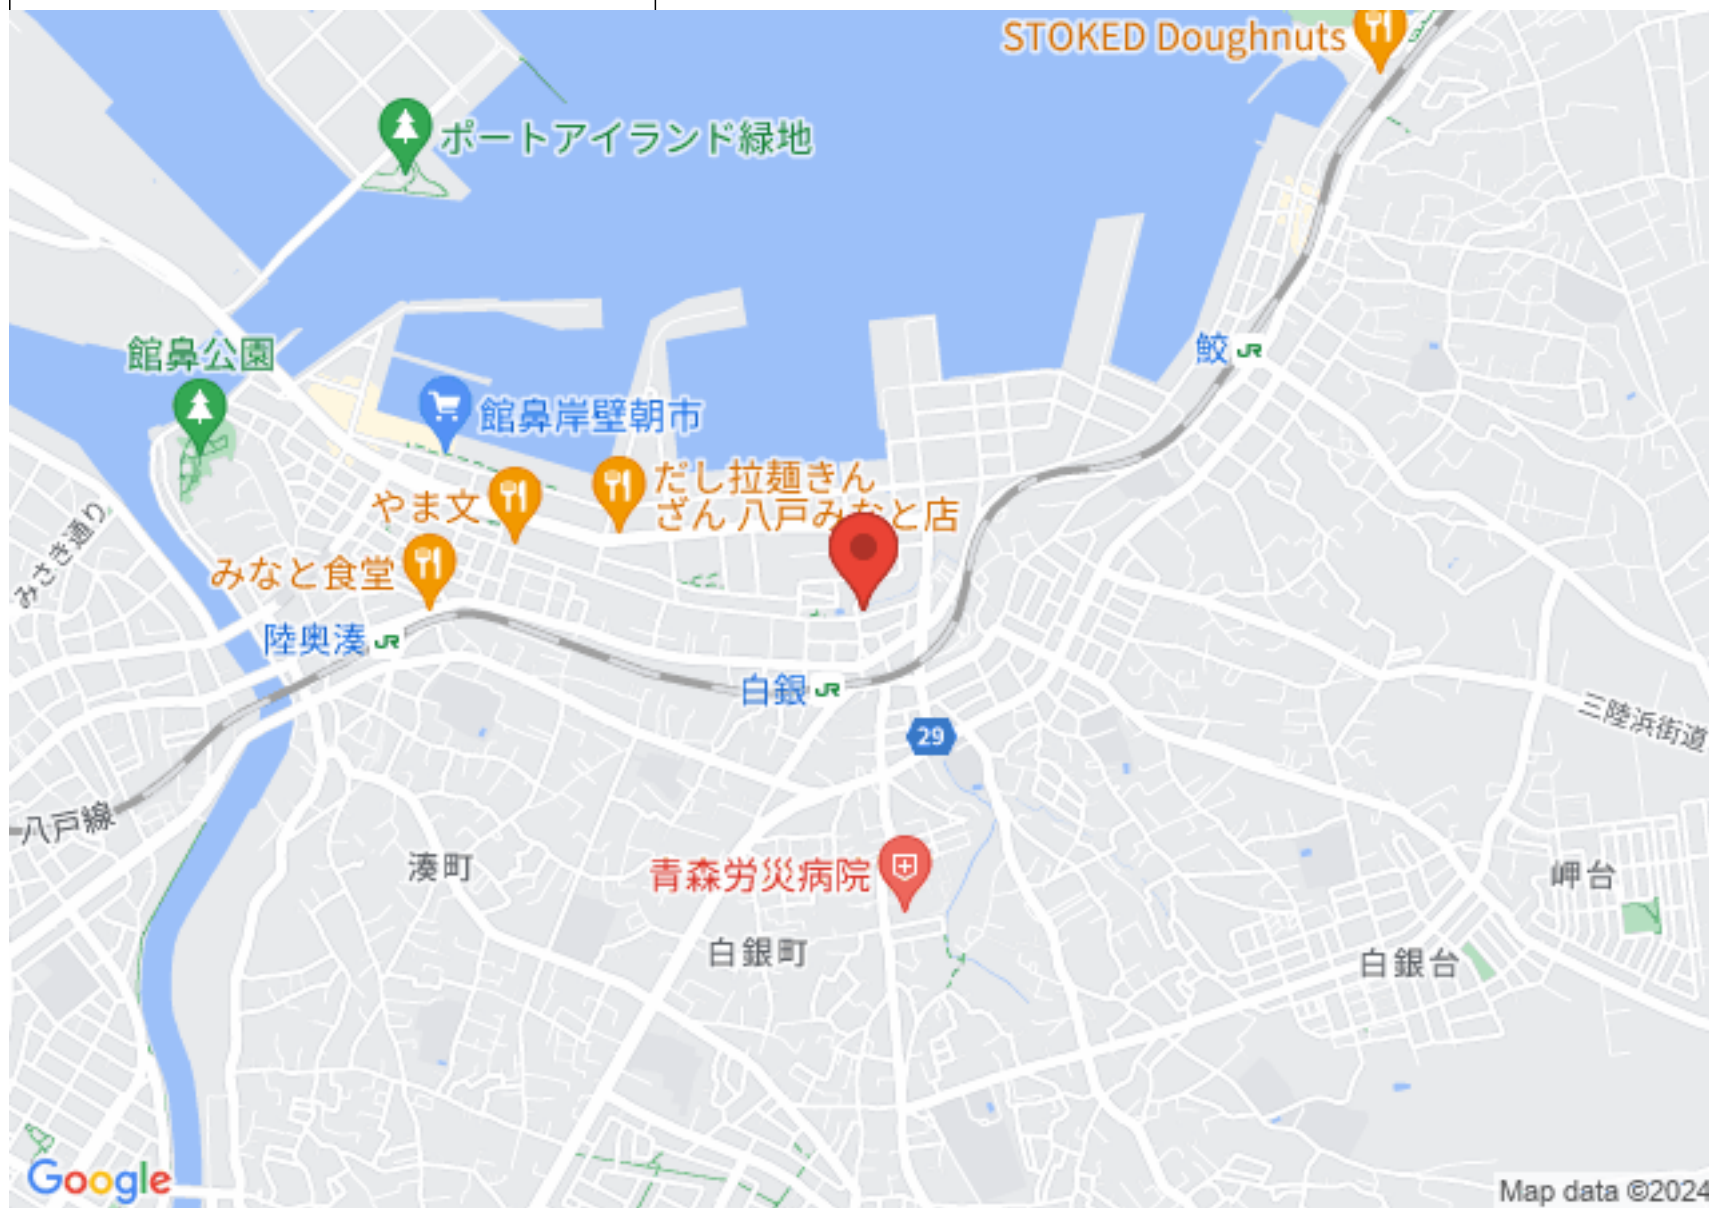 STOKED Doughnuts
ポートアイランド緑地
館鼻公園
鮫 JR
館鼻岸壁朝市
だし拉麺きん
ざん 八戸みなと店
やま文
みさき通り
みなと食堂
陸奥湊 JR
白銀 JR
29
三陸浜街道
八戸線
湊町
青森労災病院
岬台
白銀町
白銀台
Google
Map data ©2024